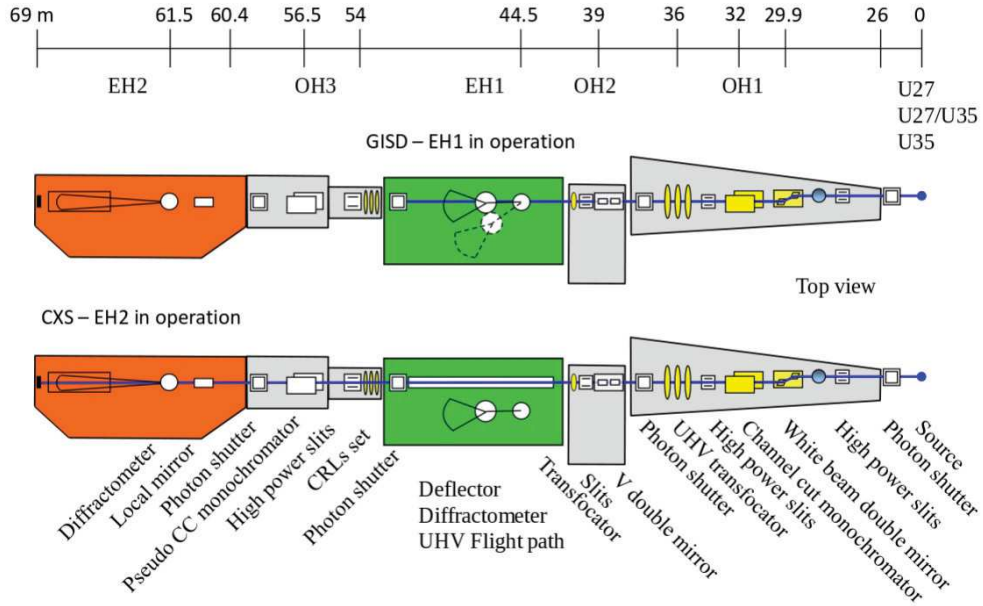 69 m 61.5 60.4 56.5 54 44.5 39 36 32 29.9 26 0
EH2 OH3 EH1 OH2 OH1
U27
U27/U35
U35
GISD – EH1 in operation
Top view
CXS – EH2 in operation
Diffractometer
Local mirror
Photon shutter
Pseudo CC monochromator
High power slits
CRLs set
Photon shutter
Deflector
Diffractometer
UHV Flight path
Transfocator
Slits
V double mirror
Photon shutter
UHV transfocator
High power slits
Channel cut monochromator
White beam double mirror
High power slits
Photon shutter
Source